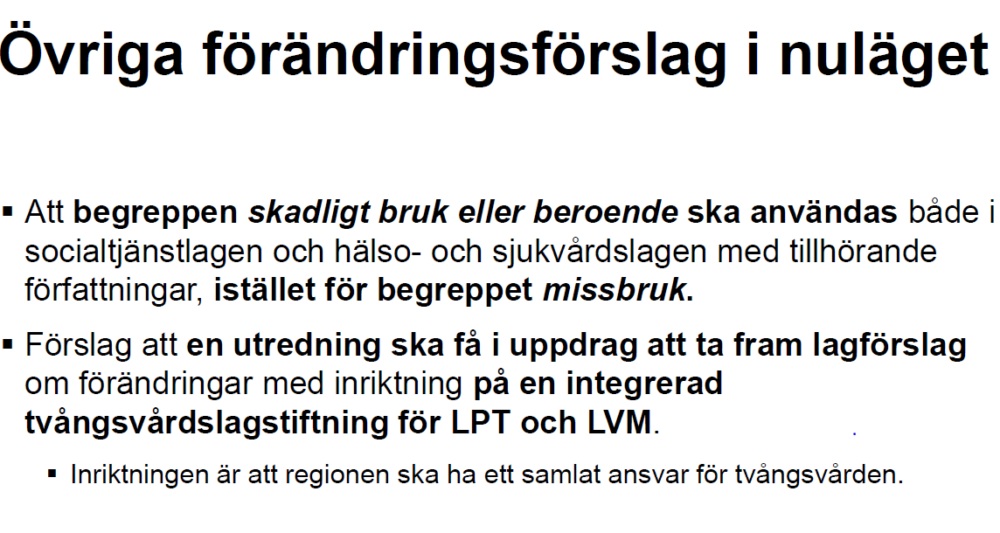 Övriga förändringsförslag i nuläget
▪ Att begreppen skadligt bruk eller beroende ska användas både i
socialtjänstlagen och hälso- och sjukvårdslagen med tillhörande
författningar, istället för begreppet missbruk.
▪ Förslag att en utredning ska få i uppdrag att ta fram lagförslag
om förändringar med inriktning på en integrerad
tvångsvårdslagstiftning för LPT och LVM.
▪ Inriktningen är att regionen ska ha ett samlat ansvar för tvångsvården.